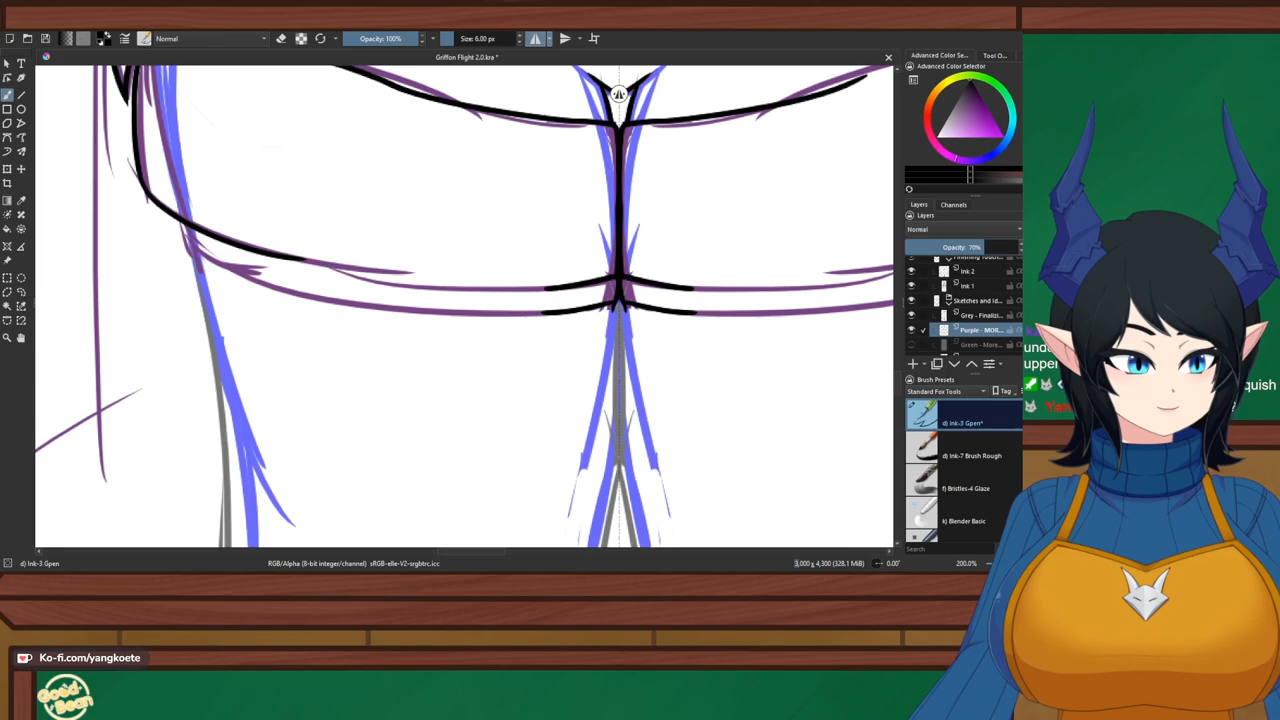 Normal
Opacity: 100%
Size: 6.00 px
Griffon Flight 2.0.kra *
Advanced Color Se...
Tool O...
Advanced Color Selector
Layers
Channels
Layers
Normal
Opacity: 70%
Ink 2
Ink 1
Sketches and Id...
Grey - Finalizi...
Purple - MOR...
Green - More...
Brush Presets
Standard Fox Tools
Tag
d) Ink-3 Gpen*
d) Ink-7 Brush Rough
f) Bristles-4 Glaze
k) Blender Basic
Search
d) Ink-3 Gpen
RGB/Alpha (8-bit integer/channel) sRGB-elle-V2-srgbtrc.icc
3,000 x 4,300 (328.1 MiB)
0.00°
200.0%
upper
quish
Ko-fi.com/yangkoete
Good
Bean